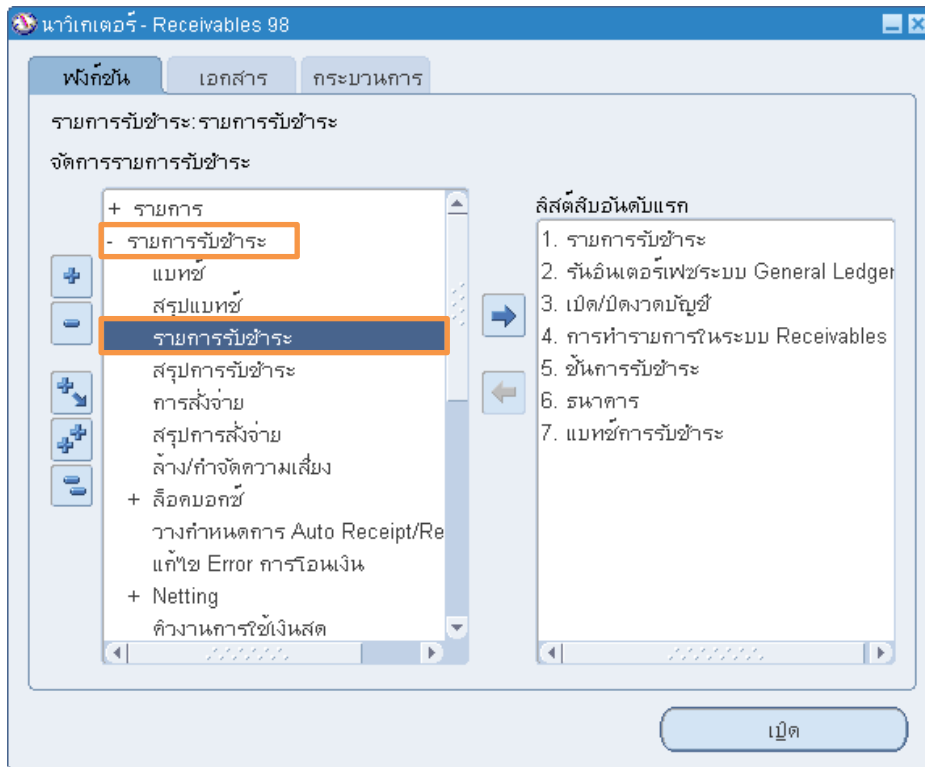 นาวิเกเตอร์ - Receivables 98
ฟังก์ชัน
เอกสาร
กระบวนการ
รายการรับชำระ:รายการรับชำระ
จัดการรายการรับชำระ
+ รายการ
- รายการรับชำระ
แบทช์
สรุปแบทช์
รายการรับชำระ
สรุปการรับชำระ
การสั่งจ่าย
สรุปการสั่งจ่าย
ล้าง/กำจัดความเสี่ยง
+ ล็อคบอกซ์
วางกำหนดการ Auto Receipt/Re
แก้ไข Error การโอนเงิน
+ Netting
คิวงานการใช้เงินสด
ลิสต์สิบอันดับแรก
1. รายการรับชำระ
2. รันอินเตอร์เฟซระบบ General Ledger
3. เปิด/ปิดงวดบัญชี
4. การทำรายการในระบบ Receivables
5. ชั้นการรับชำระ
6. ธนาคาร
7. แบทช์การรับชำระ
เปิด